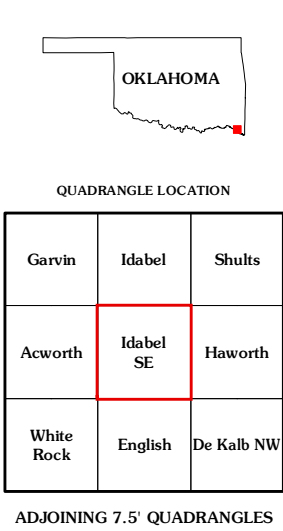 OKLAHOMA
QUADRANGLE LOCATION
Garvin Idabel Shults
Acworth Idabel SE Haworth
White Rock English De Kalb NW
ADJOINING 7.5' QUADRANGLES